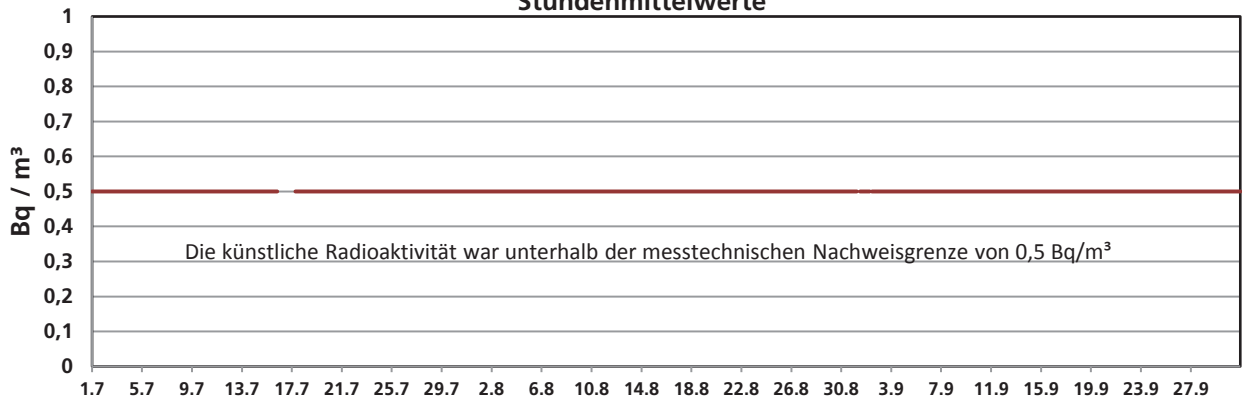 Stundenmittelwerte
1
0,9
0,8
0,7
0,6
0,5
0,4
0,3
0,2
0,1
0
Bq / m³
Die künstliche Radioaktivität war unterhalb der messtechnischen Nachweisgrenze von 0,5 Bq/m³
1.7 5.7 9.7 13.7 17.7 21.7 25.7 29.7 2.8 6.8 10.8 14.8 18.8 22.8 26.8 30.8 3.9 7.9 11.9 15.9 19.9 23.9 27.9